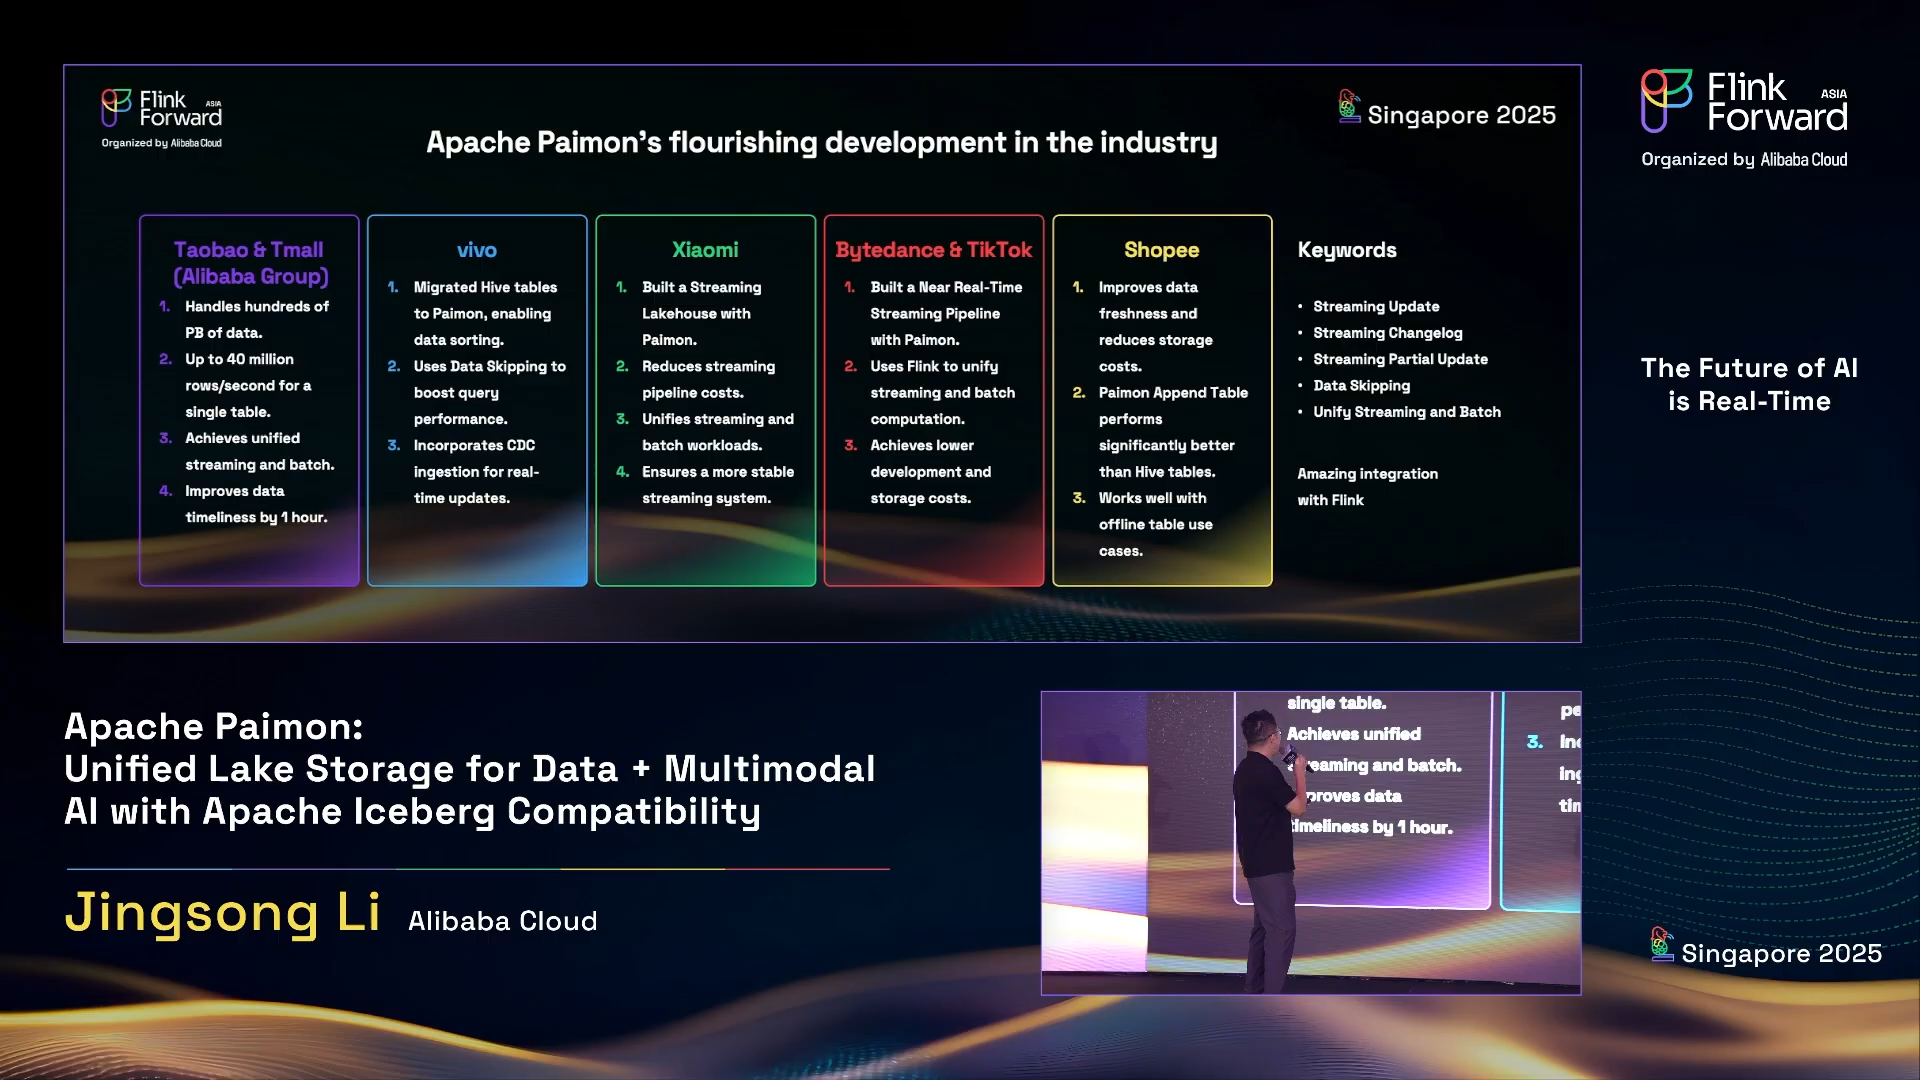 Flink
Forward
ASIA
Organized by Alibaba Cloud
Singapore 2025
Apache Paimon's flourishing development in the industry
Taobao & Tmall
(Alibaba Group)
1. Handles hundreds of
PB of data.
2. Up to 40 million
rows/second for a
single table.
3. Achieves unified
streaming and batch.
4. Improves data
timeliness by 1 hour.
vivo
1. Migrated Hive tables
to Paimon, enabling
data sorting.
2. Uses Data Skipping to
boost query
performance.
3. Incorporates CDC
ingestion for real-
time updates.
Xiaomi
1. Built a Streaming
Lakehouse with
Paimon.
2. Reduces streaming
pipeline costs.
3. Unifies streaming and
batch workloads.
4. Ensures a more stable
streaming system.
Bytedance & TikTok
1. Built a Near Real-Time
Streaming Pipeline
with Paimon.
2. Uses Flink to unify
streaming and batch
computation.
3. Achieves lower
development and
storage costs.
Shopee
1. Improves data
freshness and
reduces storage
costs.
2. Paimon Append Table
performs
significantly better
than Hive tables.
3. Works well with
offline table use
cases.
Keywords
• Streaming Update
• Streaming Changelog
• Streaming Partial Update
• Data Skipping
• Unify Streaming and Batch
Amazing integration
with Flink
Flink
Forward
ASIA
Organized by Alibaba Cloud
The Future of AI
is Real-Time
Apache Paimon:
Unified Lake Storage for Data + Multimodal
AI with Apache Iceberg Compatibility
Jingsong Li Alibaba Cloud
single table.
Achieves unified
and batch.
data
timeliness by 1 hour.
3.
Singapore 2025